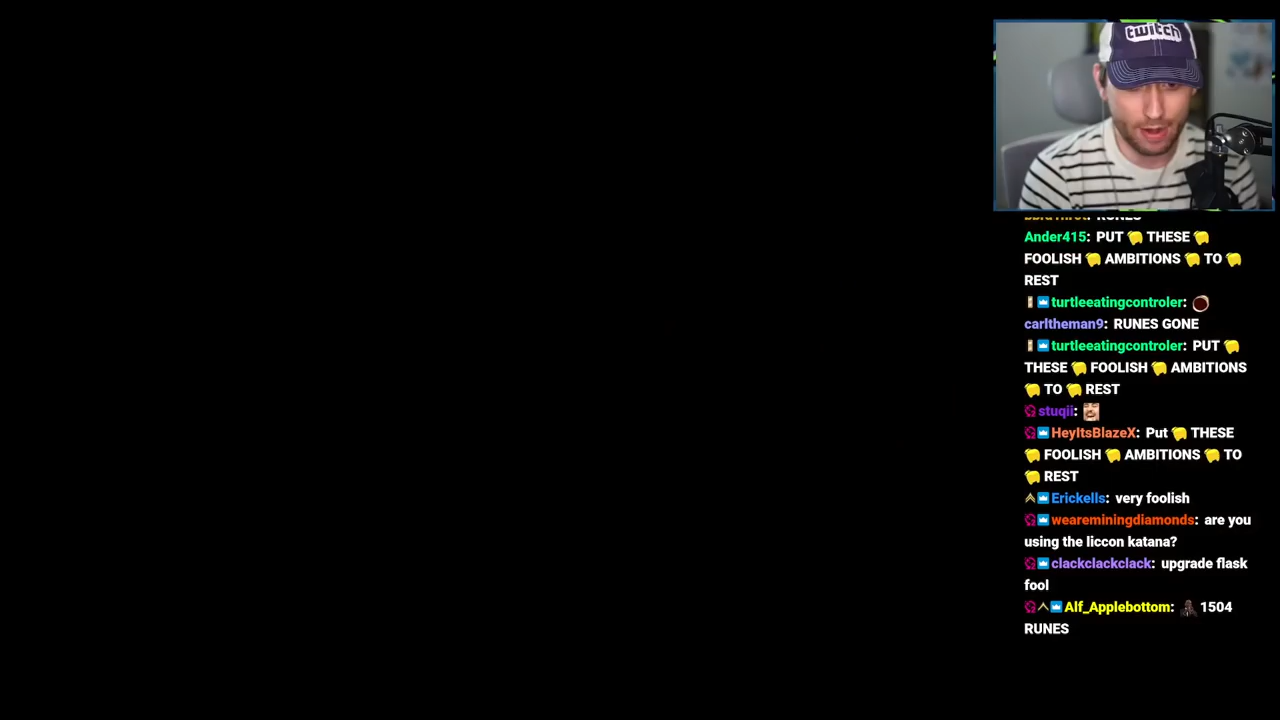 twitch
RUNES
Ander415: PUT THESE
FOOLISH AMBITIONS TO
REST
turtleeatingcontroler:
carltheman9: RUNES GONE
turtleeatingcontroler: PUT
THESE FOOLISH AMBITIONS
TO REST
stuqii:
HeyItsBlazeX: Put THESE
FOOLISH AMBITIONS TO
REST
Erickells: very foolish
weareminingdiamonds: are you
using the liccon katana?
clackclackclack: upgrade flask
fool
Alf_Applebottom: 1504
RUNES